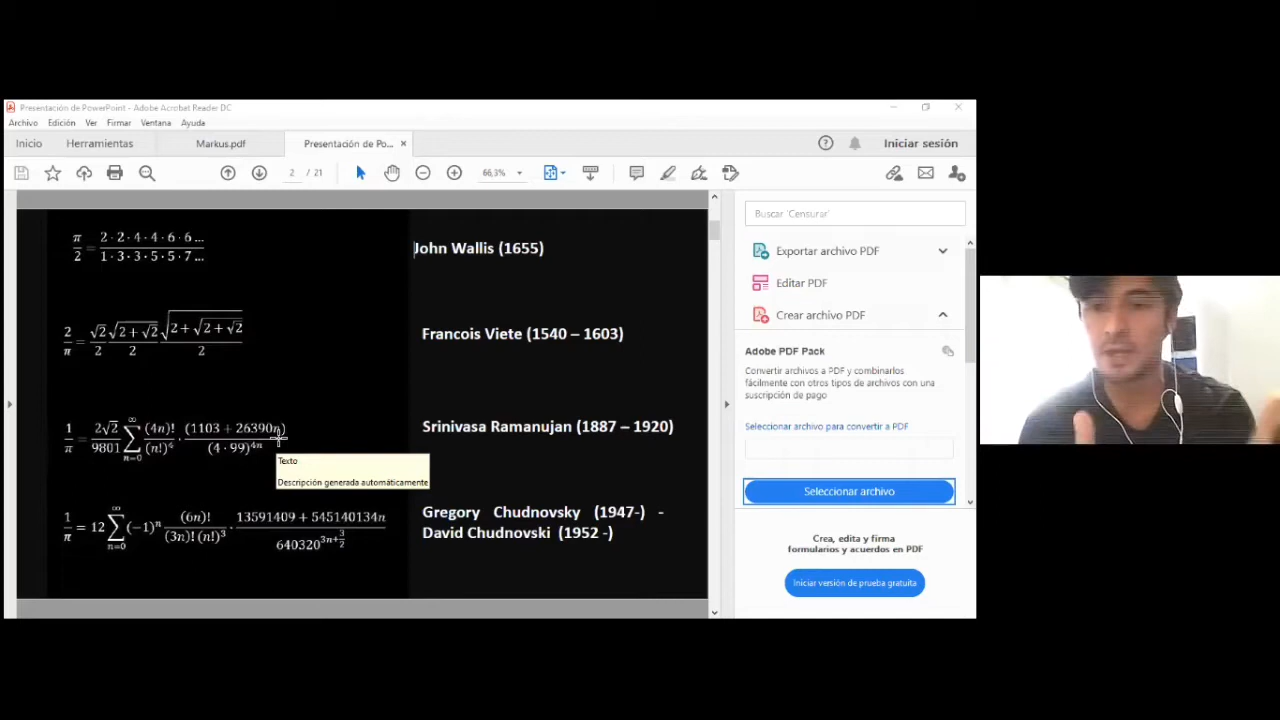 Presentación de PowerPoint - Adobe Acrobat Reader DC
Archivo Edición Ver Firmar Ventana Ayuda
Inicio Herramientas Markus.pdf Presentación de Po... × Iniciar sesión
2 / 21 66,3%
π/2 = (2 · 2 · 4 · 4 · 6 · 6 ...)/(1 · 3 · 3 · 5 · 5 · 7 ...)
John Wallis (1655)
2/π = (√2/2) (√(2 + √2)/2) (√(2 + √(2 + √2))/2)
Francois Viete (1540 – 1603)
1/π = (2√2/9801) ∑_{n=0}^{∞} ((4n)!/(n!)⁴) · ((1103 + 26390n)/(4 · 99)^{4n})
Srinivasa Ramanujan (1887 – 1920)
Texto
Descripción generada automáticamente
1/π = 12 ∑_{n=0}^{∞} (−1)ⁿ ((6n)!/((3n)! (n!)³)) · ((13591409 + 545140134n)/640320^{3n+3/2})
Gregory Chudnovsky (1947-) -
David Chudnovski (1952 -)
Buscar 'Censurar'
Exportar archivo PDF
Editar PDF
Crear archivo PDF
Adobe PDF Pack
Convertir archivos a PDF y combinarlos
fácilmente con otros tipos de archivos con una
suscripción de pago
Seleccionar archivo para convertir a PDF
Seleccionar archivo
Crea, edita y firma
formularios y acuerdos en PDF
Iniciar versión de prueba gratuita